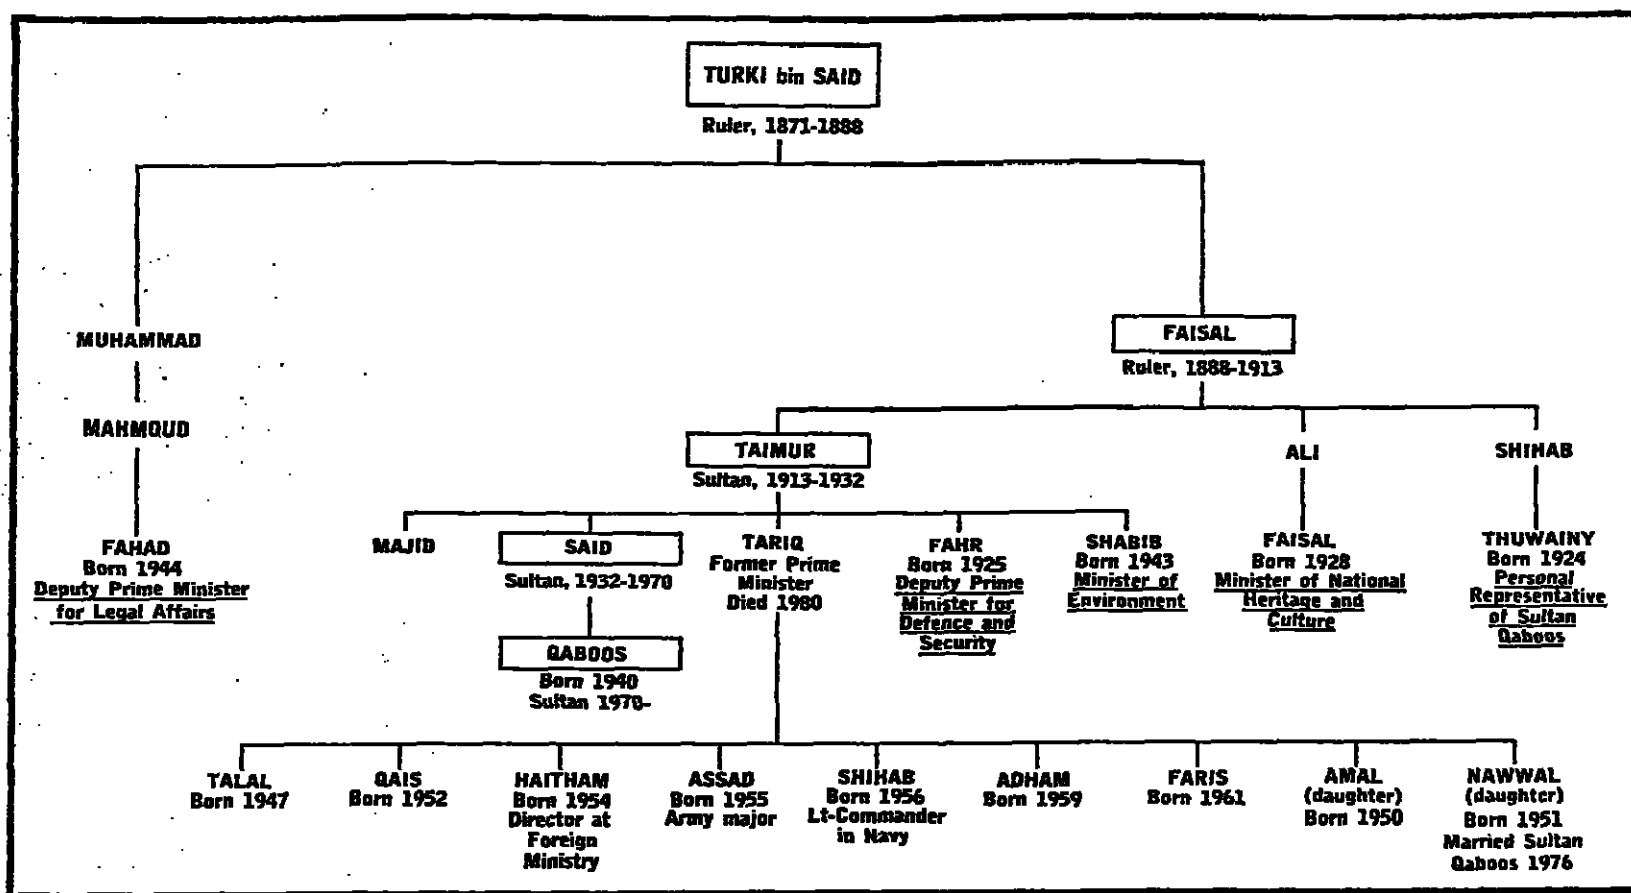 TURKI bin SAID
Ruler, 1871-1888
MUHAMMAD
MAHMOUD
FAHAD
Born 1944
Deputy Prime Minister
for Legal Affairs
FAISAL
Ruler, 1888-1913
TAIMUR
Sultan, 1913-1932
ALI
SHIHAB
MAJID
SAID
Sultan, 1932-1970
QABOOS
Born 1940
Sultan 1970-
TARIQ
Former Prime
Minister
Died 1980
FAHR
Born 1925
Deputy Prime
Minister for
Defence and
Security
SHABIB
Born 1943
Minister of
Environment
FAISAL
Born 1928
Minister of National
Heritage and
Culture
THUWAINY
Born 1924
Personal
Representative
of Sultan
Qaboos
TALAL
Born 1947
QAIS
Born 1952
HAITHAM
Born 1954
Director at
Foreign
Ministry
ASSAD
Born 1955
Army major
SHIHAB
Born 1956
Lt-Commander
in Navy
ADHAM
Born 1959
FARIS
Born 1961
AMAL
(daughter)
Born 1950
NAWWAL
(daughter)
Born 1951
Married Sultan
Qaboos 1976